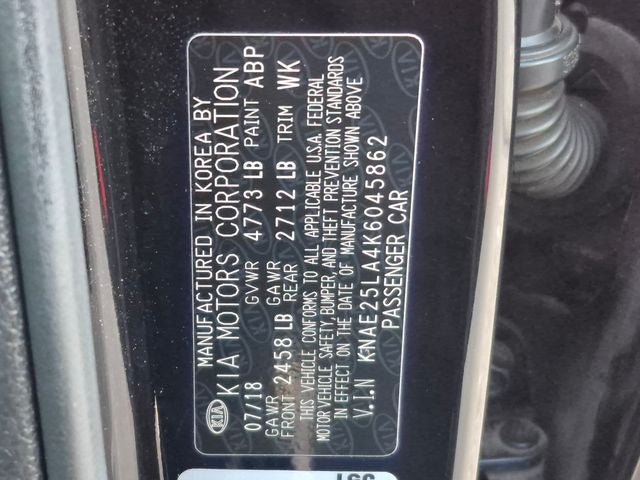 MANUFACTURED IN KOREA BY
KIA KIA MOTORS CORPORATION
07/18 GVWR 4773 LB PAINT ABP
GAWR FRONT 2458 LB GAWR REAR 2712 LB TRIM WK
THIS VEHICLE CONFORMS TO ALL APPLICABLE U.S.A. FEDERAL
MOTOR VEHICLE SAFETY, BUMPER, AND THEFT PREVENTION STANDARDS
IN EFFECT ON THE DATE OF MANUFACTURE SHOWN ABOVE
V.I.N KNAE25LA4K6045862
PASSENGER CAR